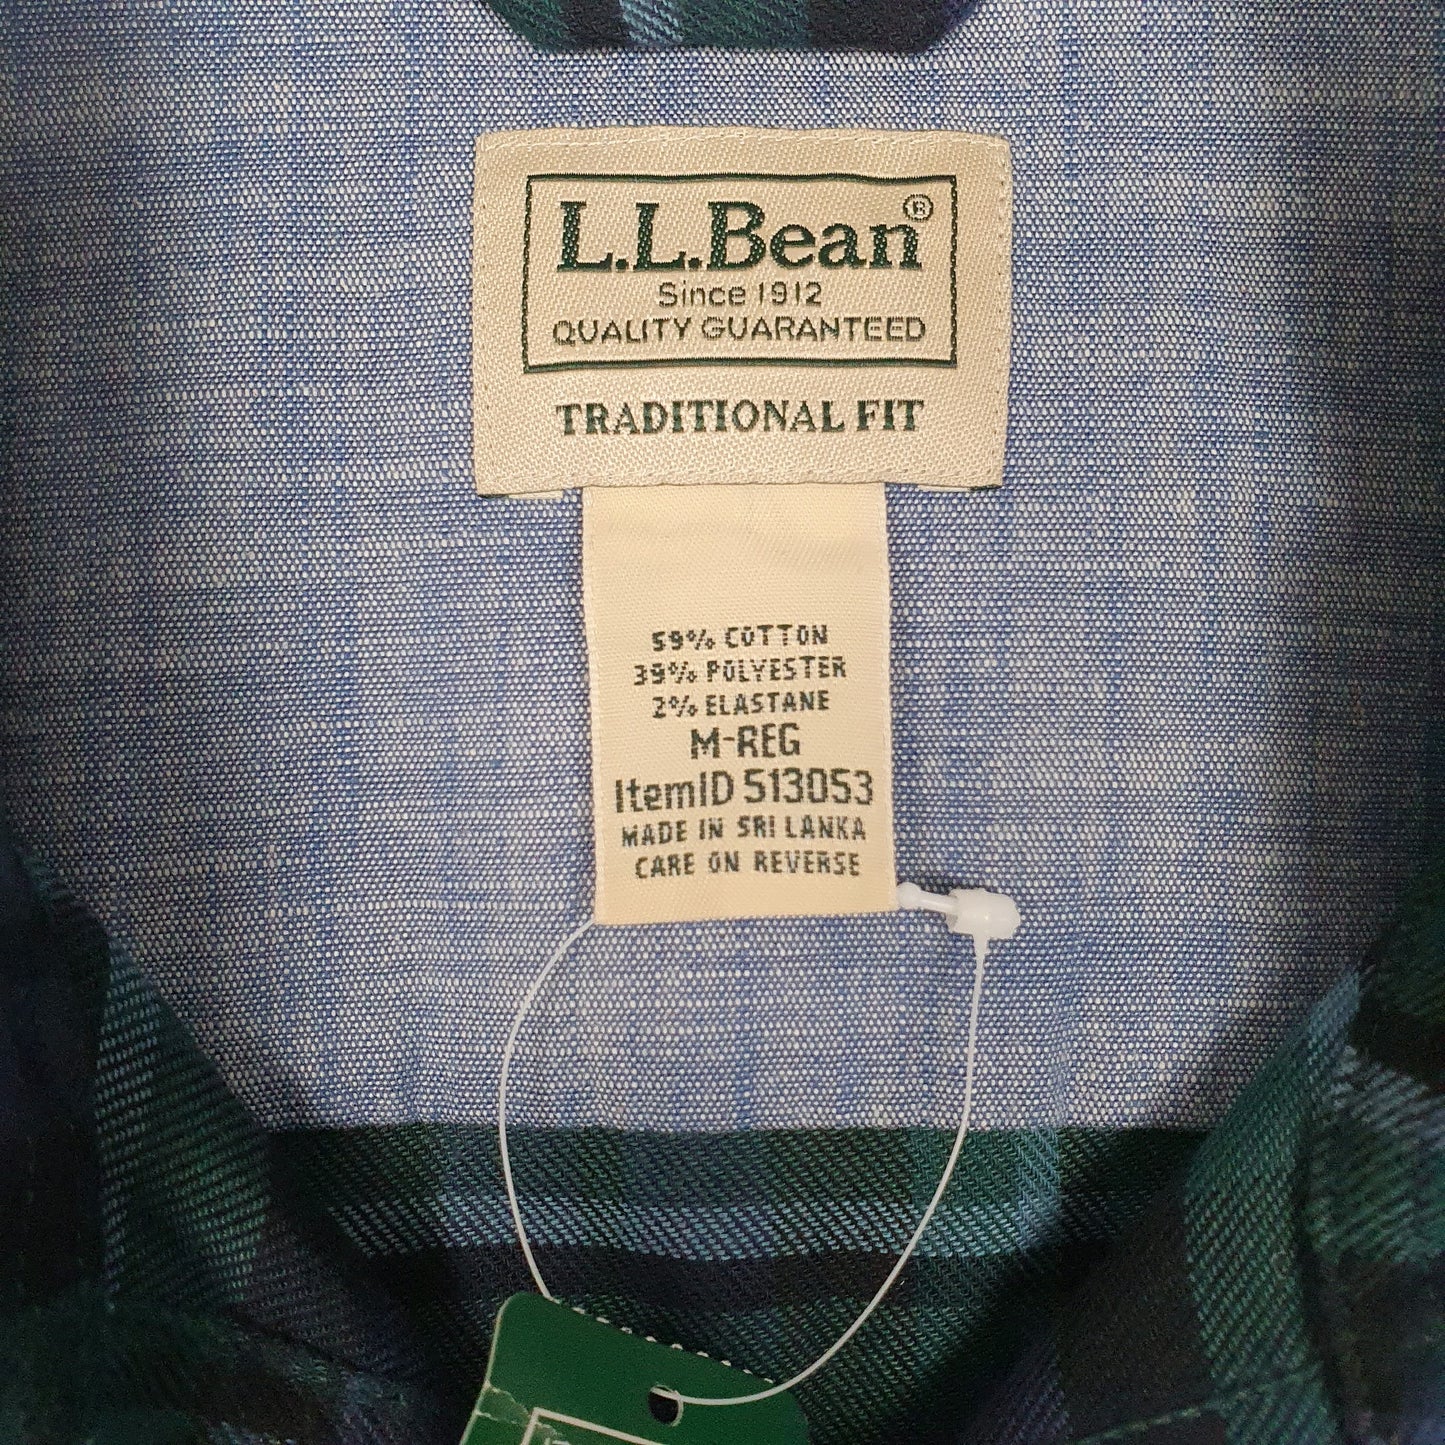 L.L.Bean®
Since 1912
QUALITY GUARANTEED
TRADITIONAL FIT
59% COTTON
39% POLYESTER
2% ELASTANE
M-REG
ItemID 513053
MADE IN SRI LANKA
CARE ON REVERSE